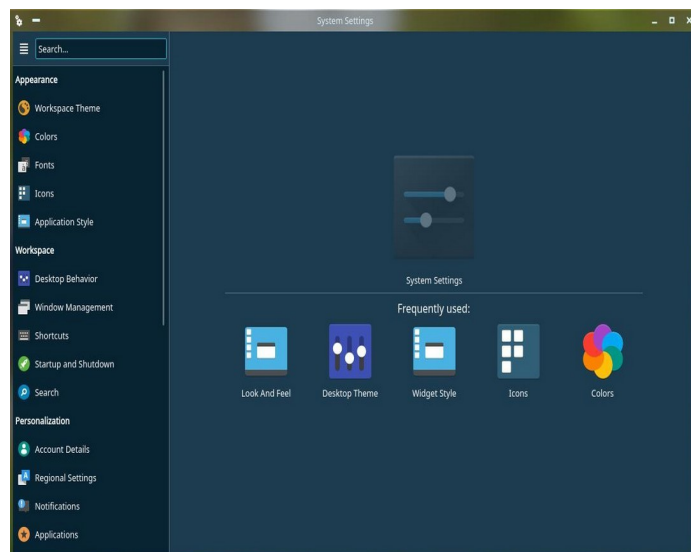 System Settings
Search...
Appearance
Workspace Theme
Colors
Fonts
Icons
Application Style
Workspace
Desktop Behavior
Window Management
Shortcuts
Startup and Shutdown
Search
Personalization
Account Details
Regional Settings
Notifications
Applications
System Settings
Frequently used:
Look And Feel
Desktop Theme
Widget Style
Icons
Colors